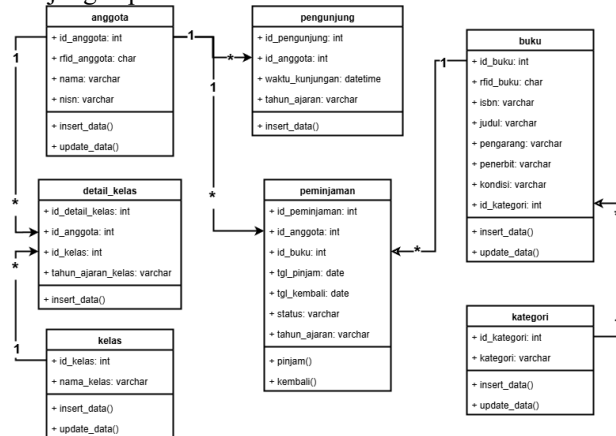 anggota
+ id_anggota: int
+ rfid_anggota: char
+ nama: varchar
+ nisn: varchar
+ insert_data()
+ update_data()
pengunjung
+ id_pengunjung: int
+ id_anggota: int
+ waktu_kunjungan: datetime
+ tahun_ajaran: varchar
+ insert_data()
buku
+ id_buku: int
+ rfid_buku: char
+ isbn: varchar
+ judul: varchar
+ pengarang: varchar
+ penerbit: varchar
+ kondisi: varchar
+ id_kategori: int
+ insert_data()
+ update_data()
detail_kelas
+ id_detail_kelas: int
+ id_anggota: int
+ id_kelas: int
+ tahun_ajaran_kelas: varchar
+ insert_data()
peminjaman
+ id_peminjaman: int
+ id_anggota: int
+ id_buku: int
+ tgl_pinjam: date
+ tgl_kembali: date
+ status: varchar
+ tahun_ajaran: varchar
+ pinjam()
+ kembali()
kategori
+ id_kategori: int
+ kategori: varchar
+ insert_data()
+ update_data()
kelas
+ id_kelas: int
+ nama_kelas: varchar
+ insert_data()
+ update_data()
1
*
1
*
1
*
1
*
1
*